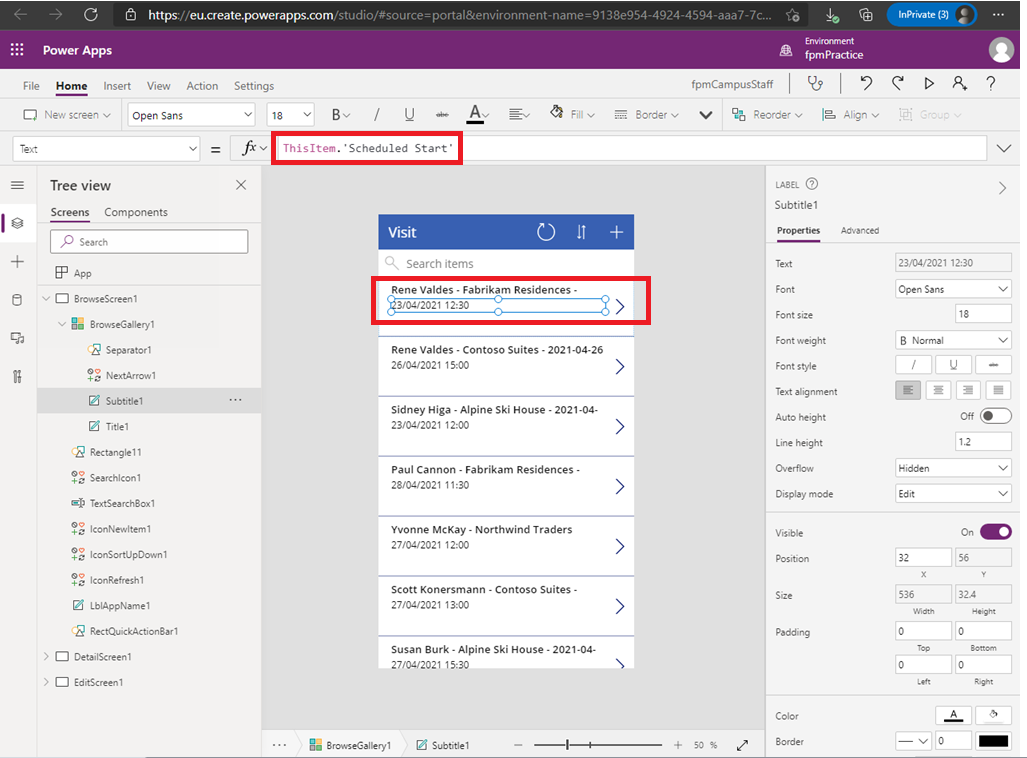 https://eu.create.powerapps.com/studio/#source=portal&environment-name=9138e954-4924-4594-aaa7-7c...
InPrivate (3)
Power Apps
Environment
fpmPractice
File Home Insert View Action Settings
fpmCampusStaff
New screen
Open Sans
18
B
/
U
abc
A
Fill
Border
Reorder
Align
Group
Text
=
fx
ThisItem.'Scheduled Start'
Tree view
Screens Components
Search
App
BrowseScreen1
BrowseGallery1
Separator1
NextArrow1
Subtitle1
Title1
Rectangle11
SearchIcon1
TextSearchBox1
IconNewItem1
IconSortUpDown1
IconRefresh1
LblAppName1
RectQuickActionBar1
DetailScreen1
EditScreen1
Visit
Search items
Rene Valdes - Fabrikam Residences -
23/04/2021 12:30
Rene Valdes - Contoso Suites - 2021-04-26
26/04/2021 15:00
Sidney Higa - Alpine Ski House - 2021-04-
23/04/2021 12:00
Paul Cannon - Fabrikam Residences -
28/04/2021 11:30
Yvonne McKay - Northwind Traders
27/04/2021 12:00
Scott Konersmann - Contoso Suites -
27/04/2021 13:00
Susan Burk - Alpine Ski House - 2021-04-
27/04/2021 15:30
BrowseGallery1
Subtitle1
50 %
LABEL
Subtitle1
Properties Advanced
Text 23/04/2021 12:30
Font Open Sans
Font size 18
Font weight B Normal
Font style / U abc
Text alignment
Auto height Off
Line height 1.2
Overflow Hidden
Display mode Edit
Visible On
Position 32 56
X Y
Size 536 32.4
Width Height
Padding 0 0
Top Bottom
0 0
Left Right
Color A
Border 0